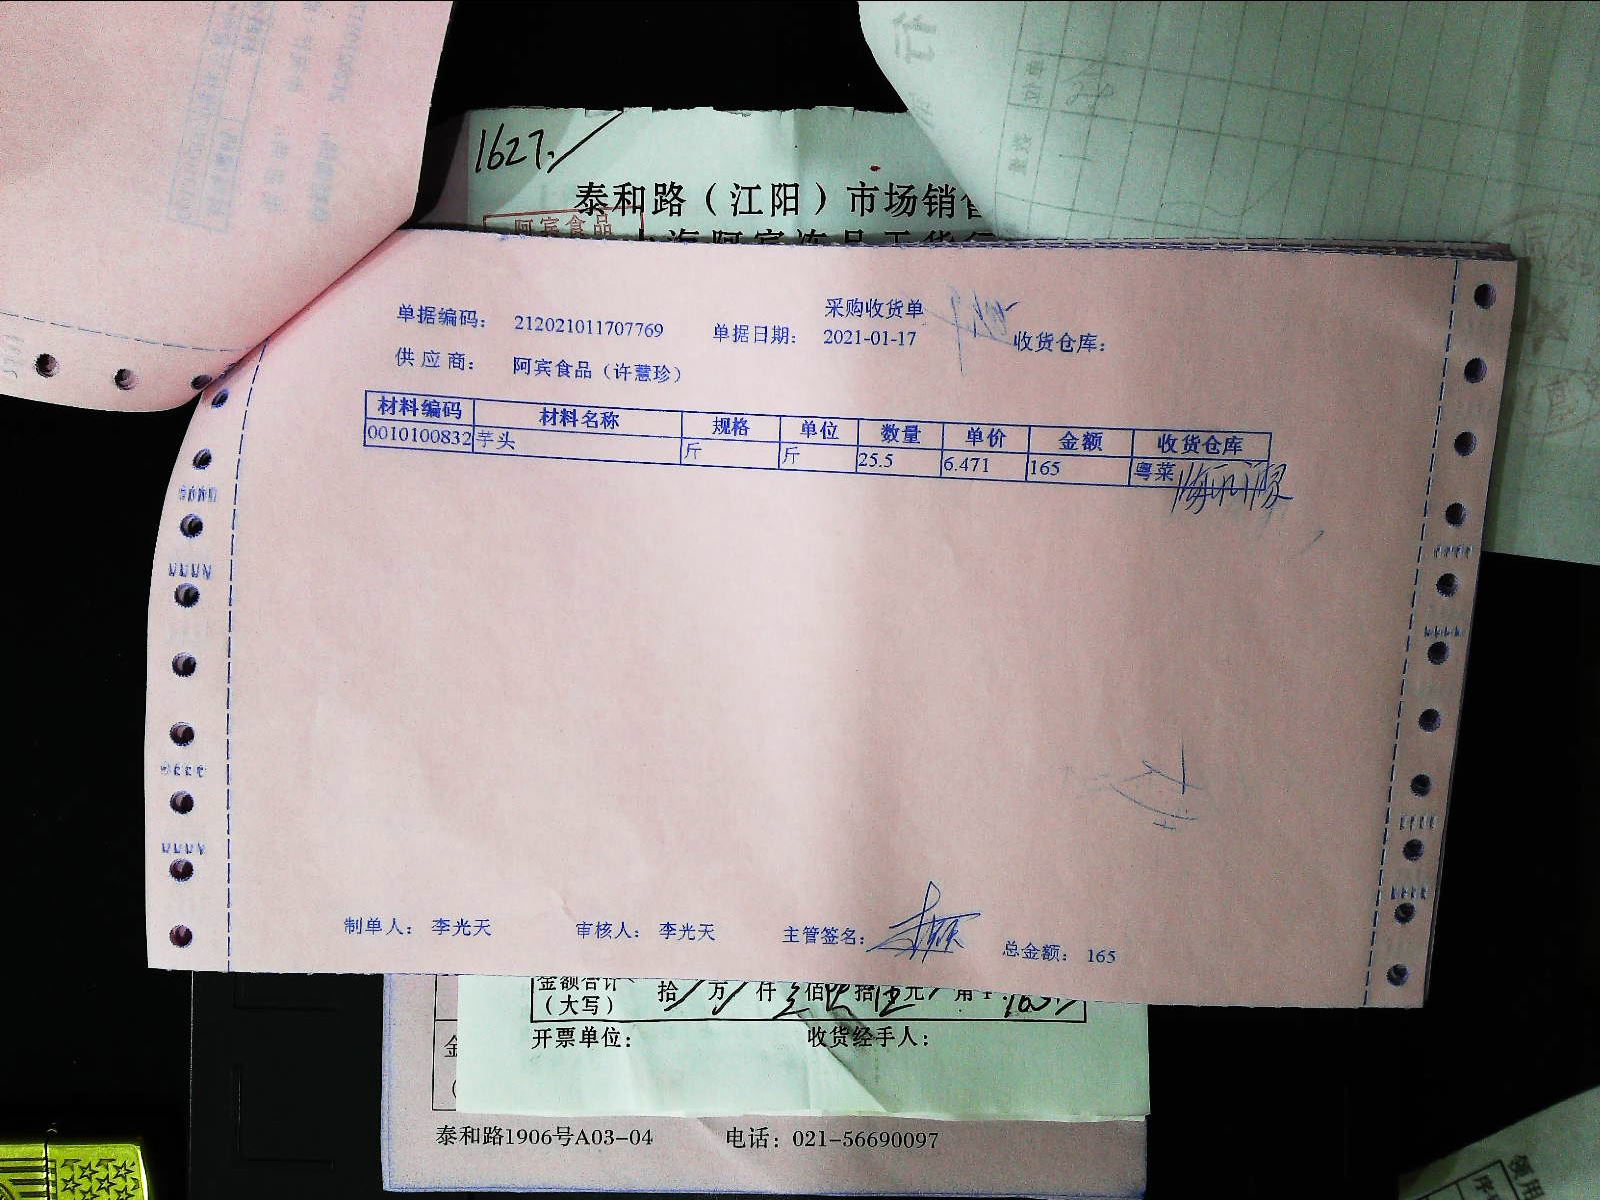 1627.
泰和路（江阳）市场销售
阿宾食品
采购收货单
单据编码： 212021011707769 单据日期： 2021-01-17 收货仓库：
供应商： 阿宾食品（许慧珍）
材料编码 材料名称 规格 单位 数量 单价 金额 收货仓库
0010100832 芋头 斤 斤 25.5 6.471 165 粤菜
制单人： 李光天 审核人： 李光天 主管签名： 总金额： 165
金额合计 拾 万 仟 佰 拾 伍元 角
（大写）
开票单位： 收货经手人：
泰和路1906号A03-04 电话：021-56690097